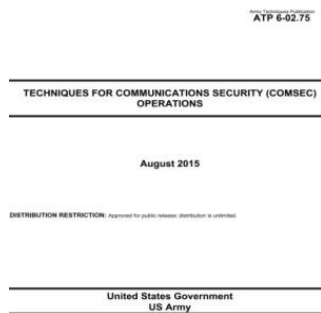 Army Techniques Publication
ATP 6-02.75
TECHNIQUES FOR COMMUNICATIONS SECURITY (COMSEC)
OPERATIONS
August 2015
DISTRIBUTION RESTRICTION: Approved for public release; distribution is unlimited.
United States Government
US Army